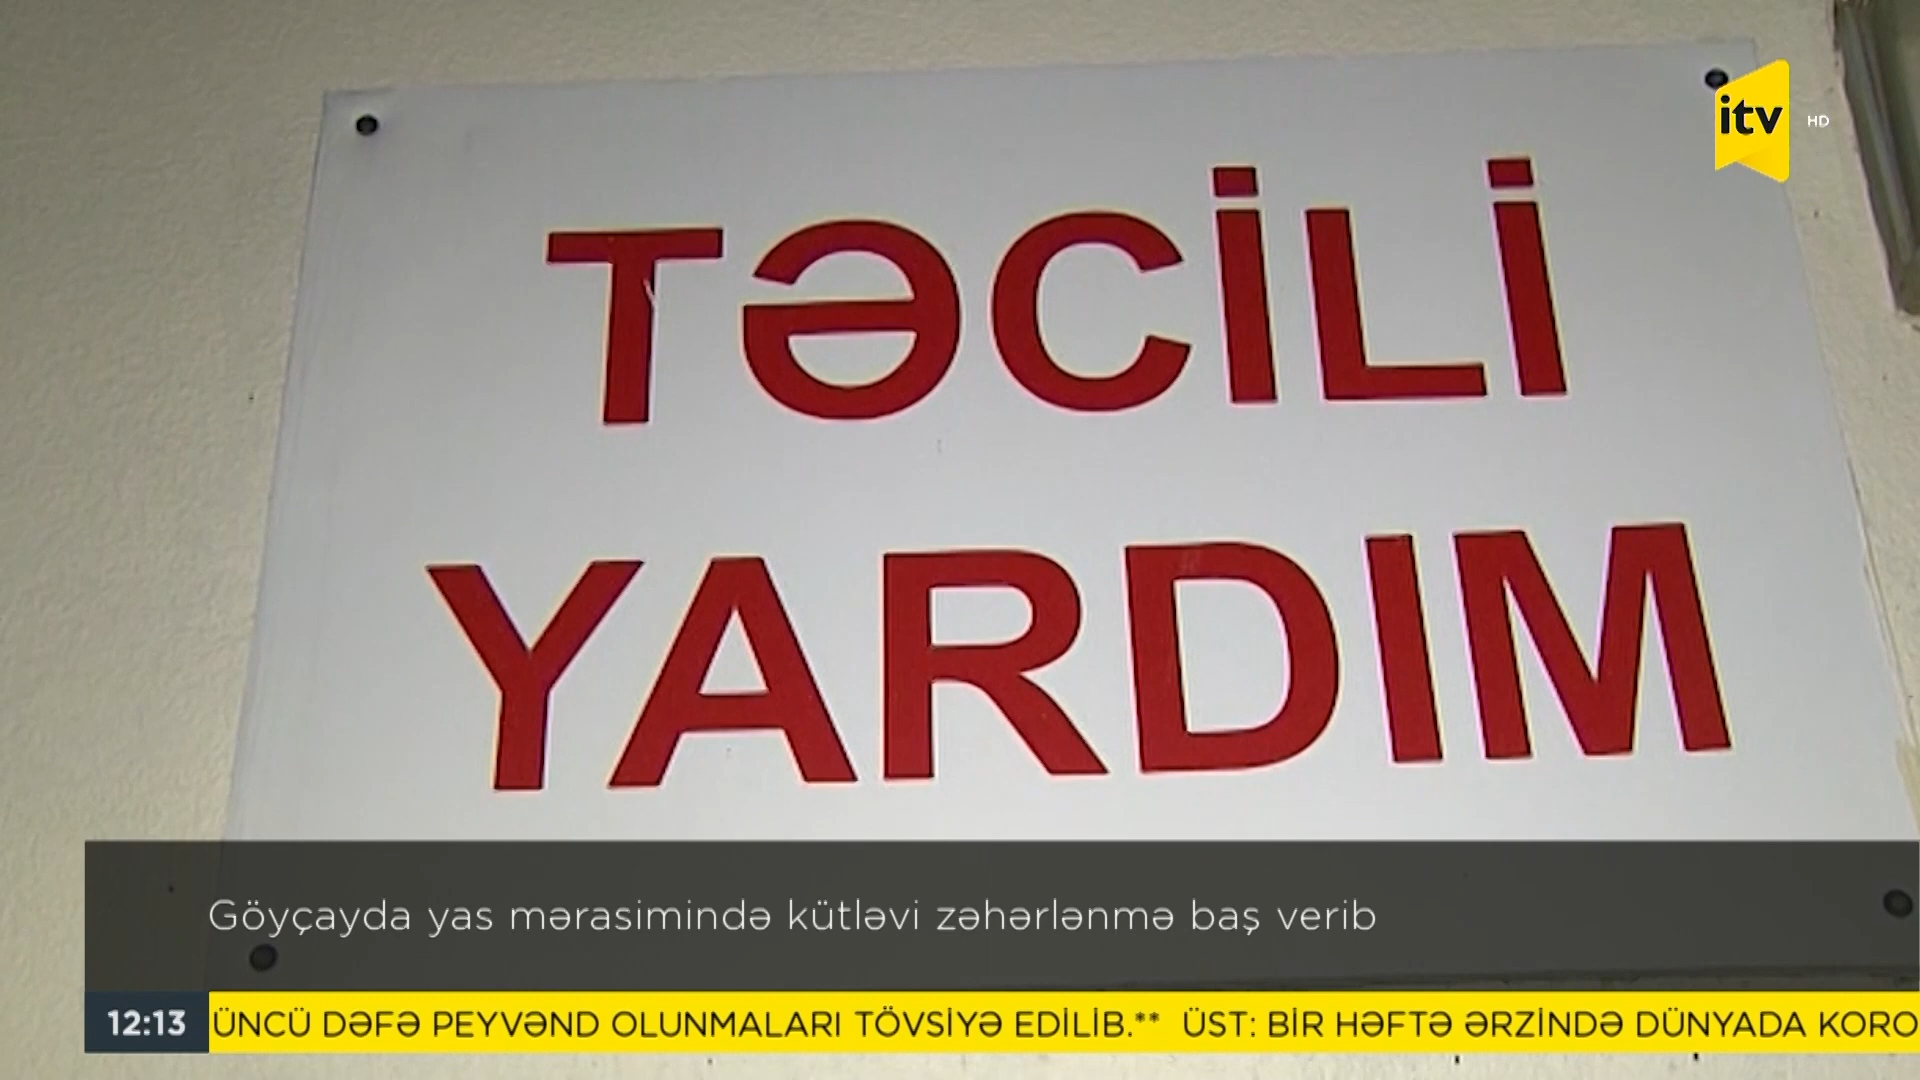 itv HD
TƏCİLİ
YARDIM
Göyçayda yas mərasimində kütləvi zəhərlənmə baş verib
12:13 ÜNCÜ DƏFƏ PEYVƏND OLUNMALARI TÖVSİYƏ EDİLİB.** ÜST: BİR HƏFTƏ ƏRZİNDƏ DÜNYADA KORO